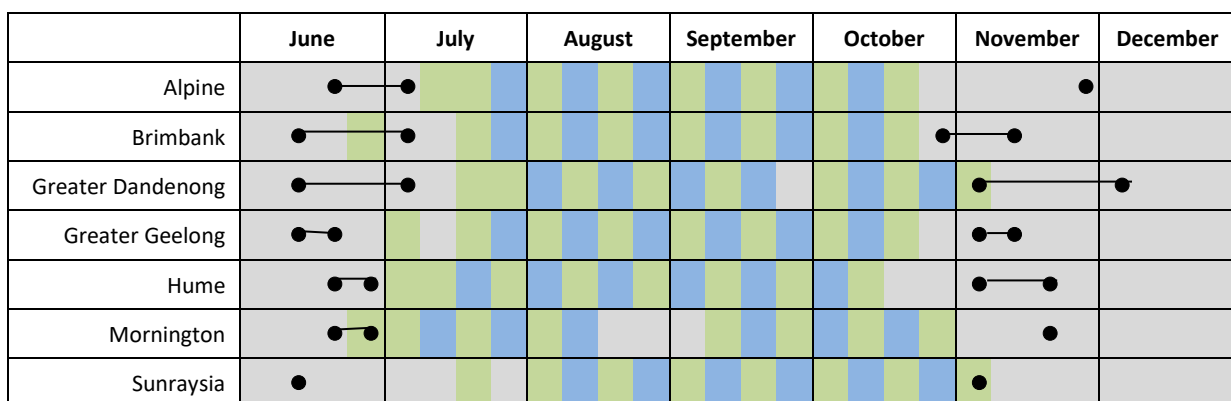 June July August September October November December
Alpine
Brimbank
Greater Dandenong
Greater Geelong
Hume
Mornington
Sunraysia